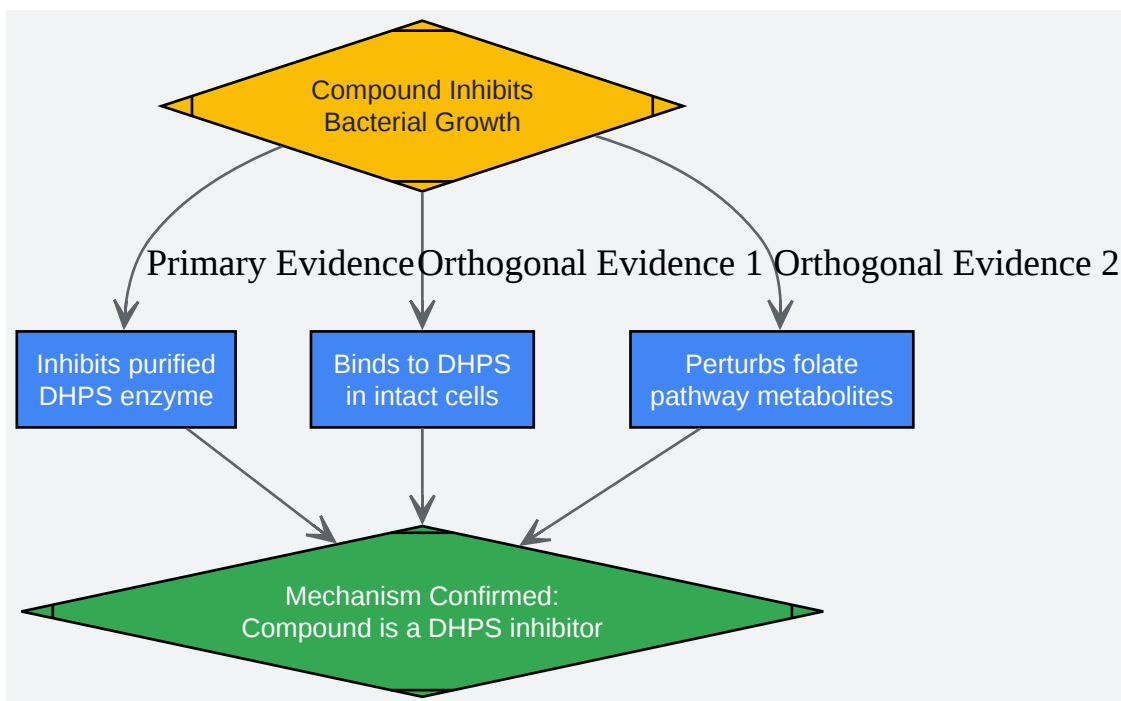 Compound Inhibits
Bacterial Growth
Primary Evidence
Orthogonal Evidence 1
Orthogonal Evidence 2
Inhibits purified
DHPS enzyme
Binds to DHPS
in intact cells
Perturbs folate
pathway metabolites
Mechanism Confirmed:
Compound is a DHPS inhibitor